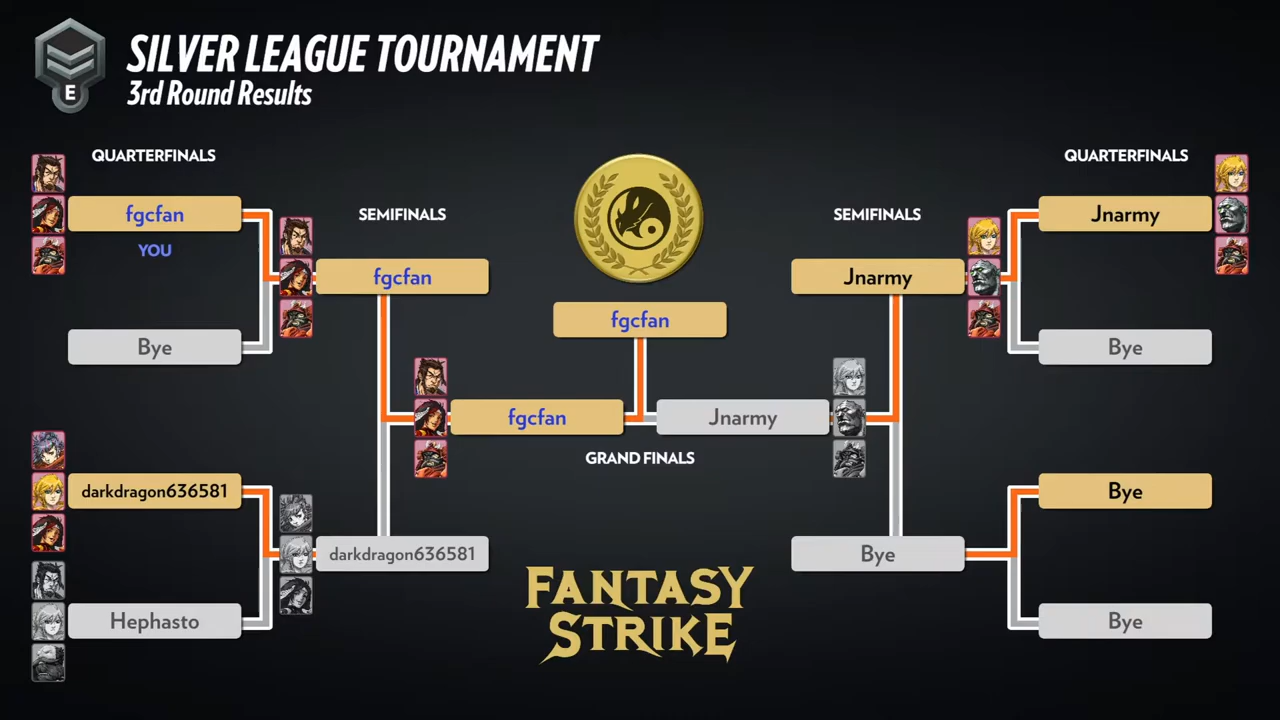 SILVER LEAGUE TOURNAMENT
3rd Round Results
E
QUARTERFINALS
QUARTERFINALS
fgcfan
YOU
SEMIFINALS
SEMIFINALS
Jnarmy
fgcfan
Jnarmy
fgcfan
Bye
Bye
fgcfan
Jnarmy
GRAND FINALS
darkdragon636581
Bye
darkdragon636581
Bye
Hephasto
Bye
FANTASY
STRIKE